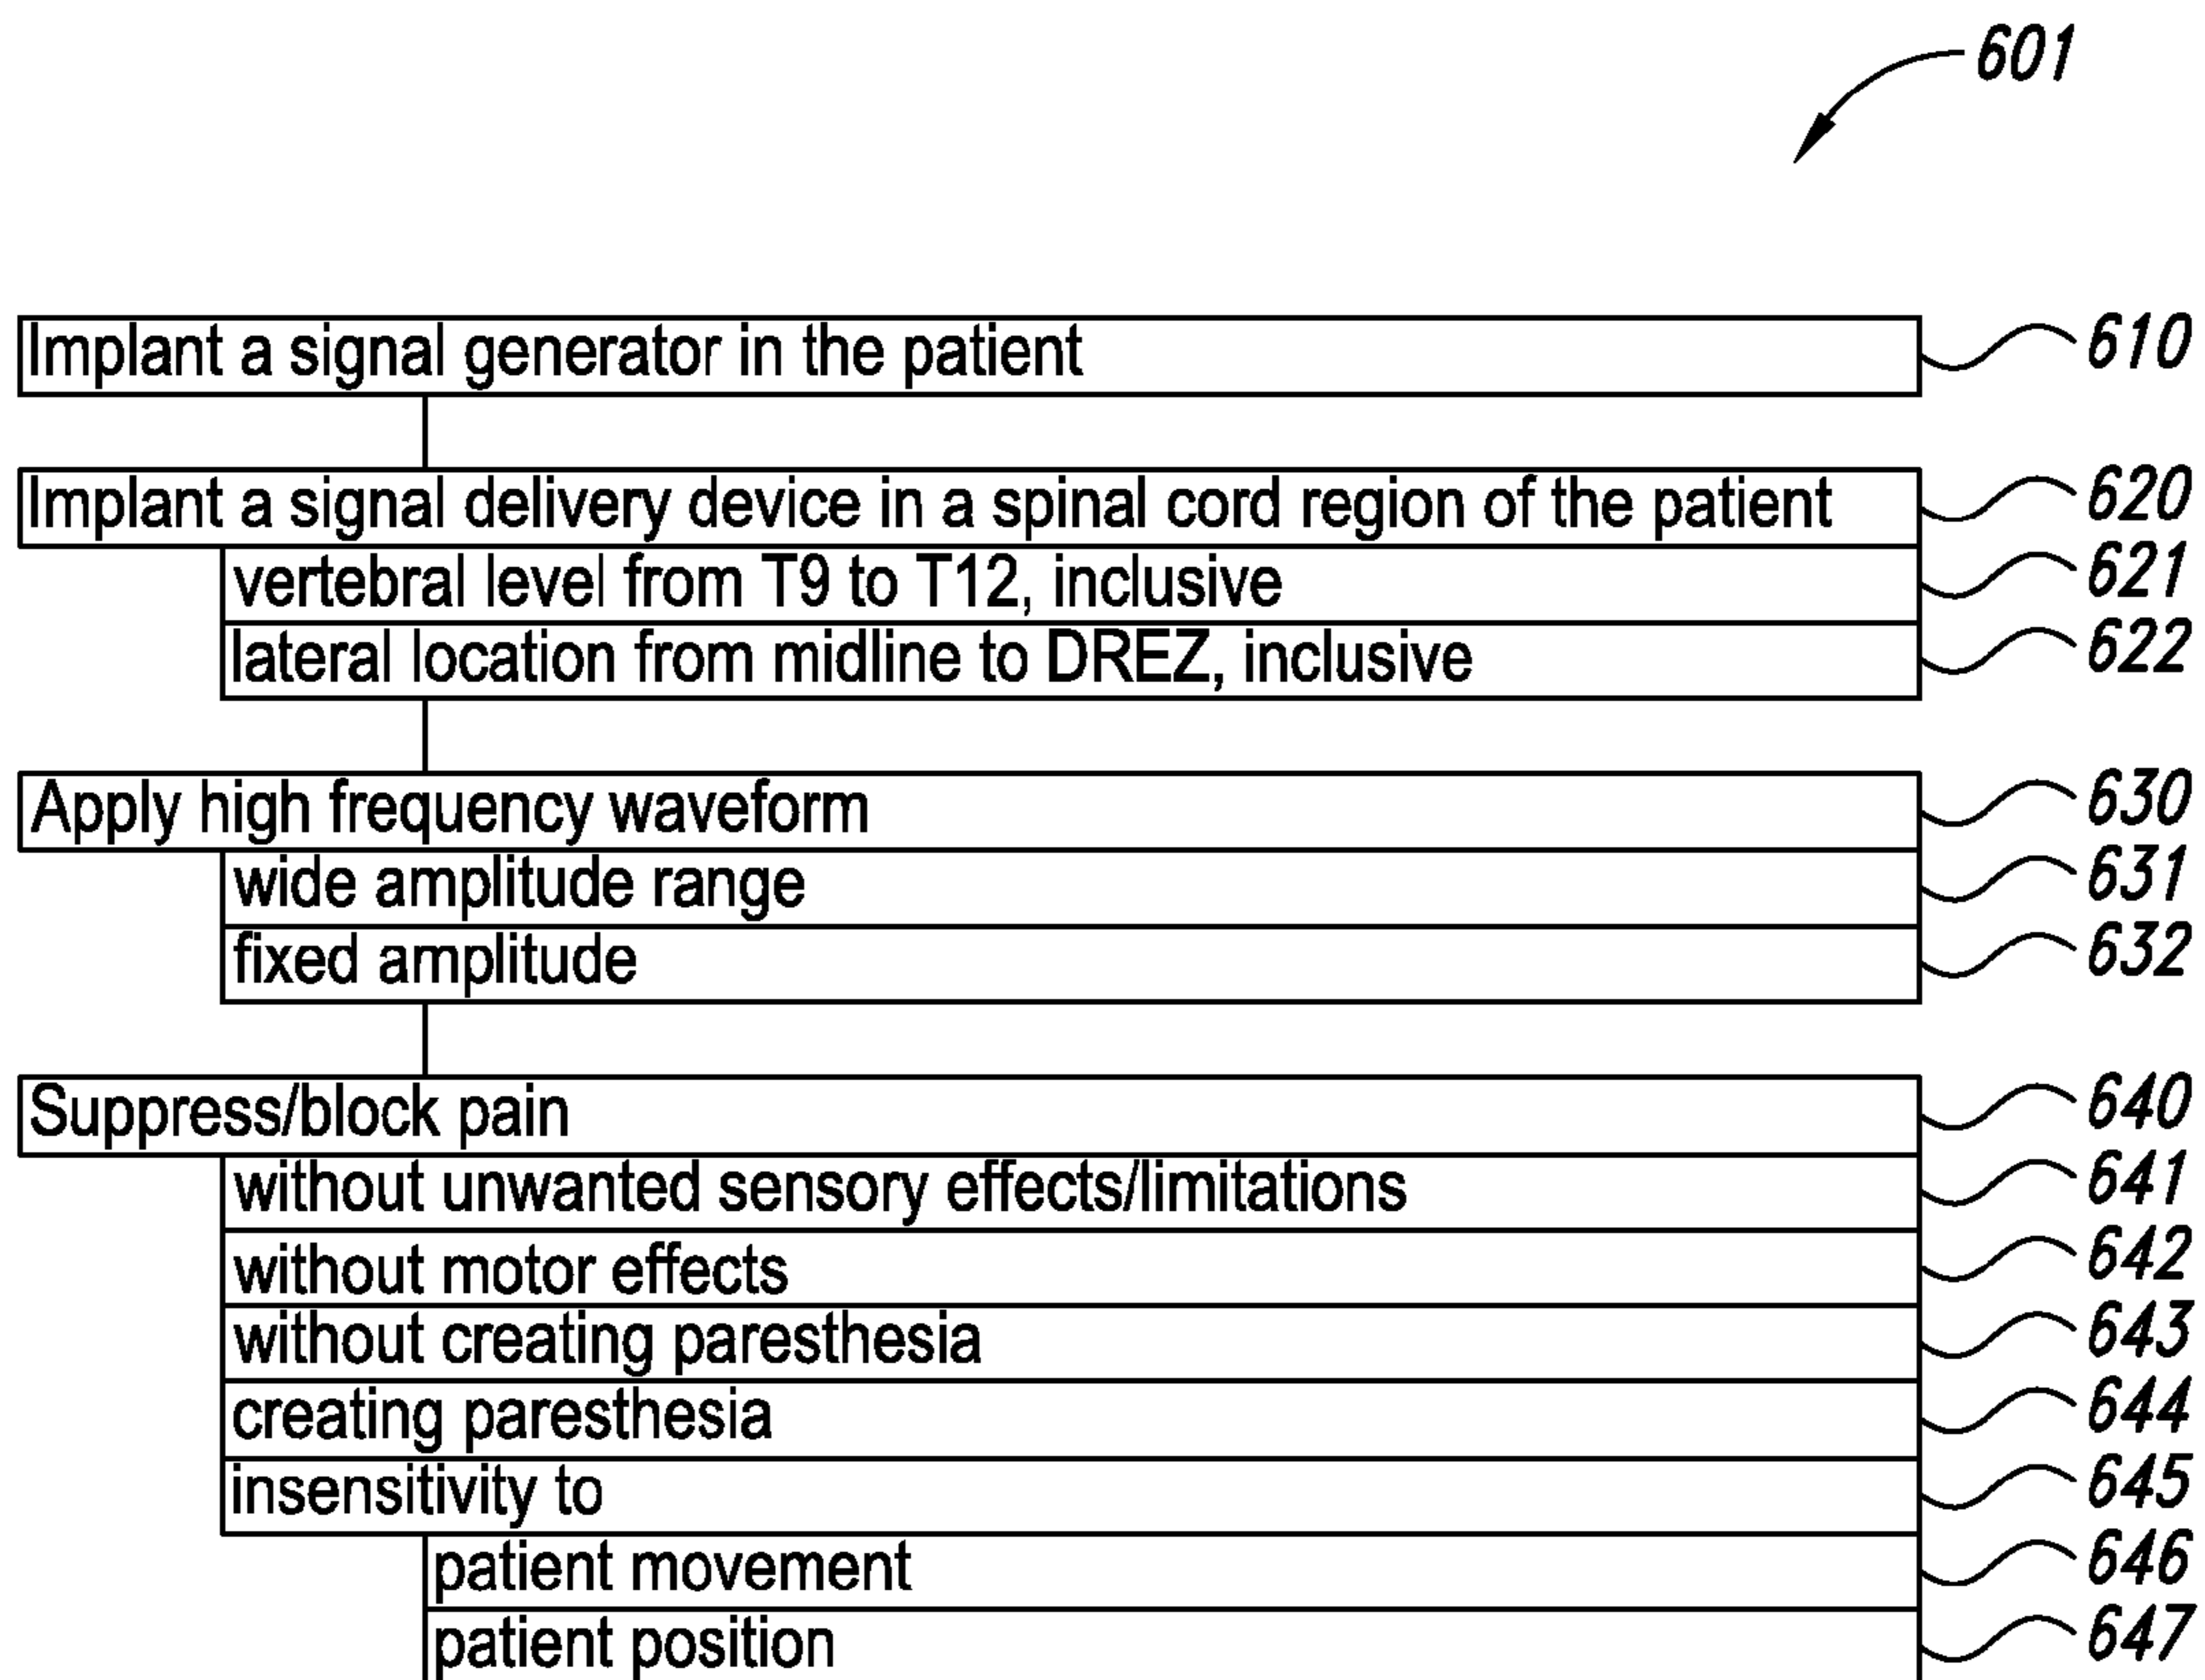 601
Implant a signal generator in the patient 610
Implant a signal delivery device in a spinal cord region of the patient 620
vertebral level from T9 to T12, inclusive 621
lateral location from midline to DREZ, inclusive 622
Apply high frequency waveform 630
wide amplitude range 631
fixed amplitude 632
Suppress/block pain 640
without unwanted sensory effects/limitations 641
without motor effects 642
without creating paresthesia 643
creating paresthesia 644
insensitivity to 645
patient movement 646
patient position 647